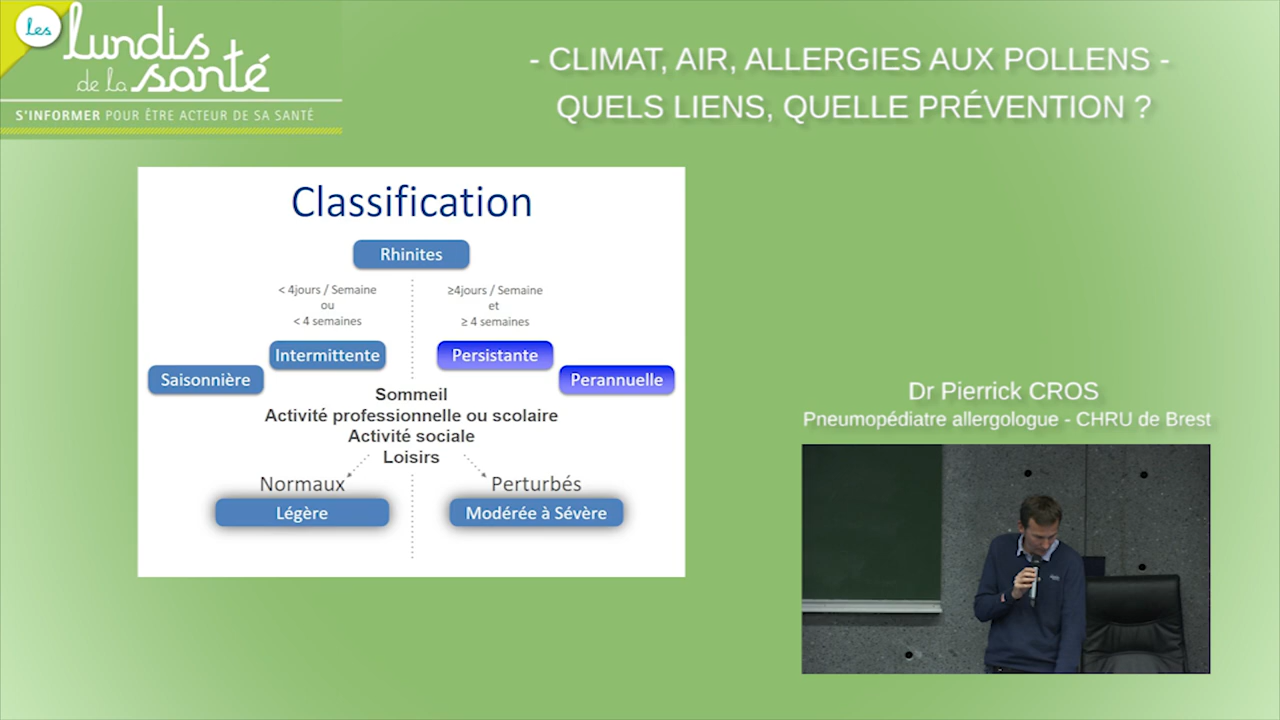 Les
lundis
de la santé
S'INFORMER POUR ÊTRE ACTEUR DE SA SANTÉ
- CLIMAT, AIR, ALLERGIES AUX POLLENS -
QUELS LIENS, QUELLE PRÉVENTION ?
Classification
Rhinites
< 4jours / Semaine
ou
< 4 semaines
≥4jours / Semaine
et
≥ 4 semaines
Intermittente
Persistante
Saisonnière
Perannuelle
Sommeil
Activité professionnelle ou scolaire
Activité sociale
Loisirs
Normaux
Perturbés
Légère
Modérée à Sévère
Dr Pierrick CROS
Pneumopédiatre allergologue - CHRU de Brest